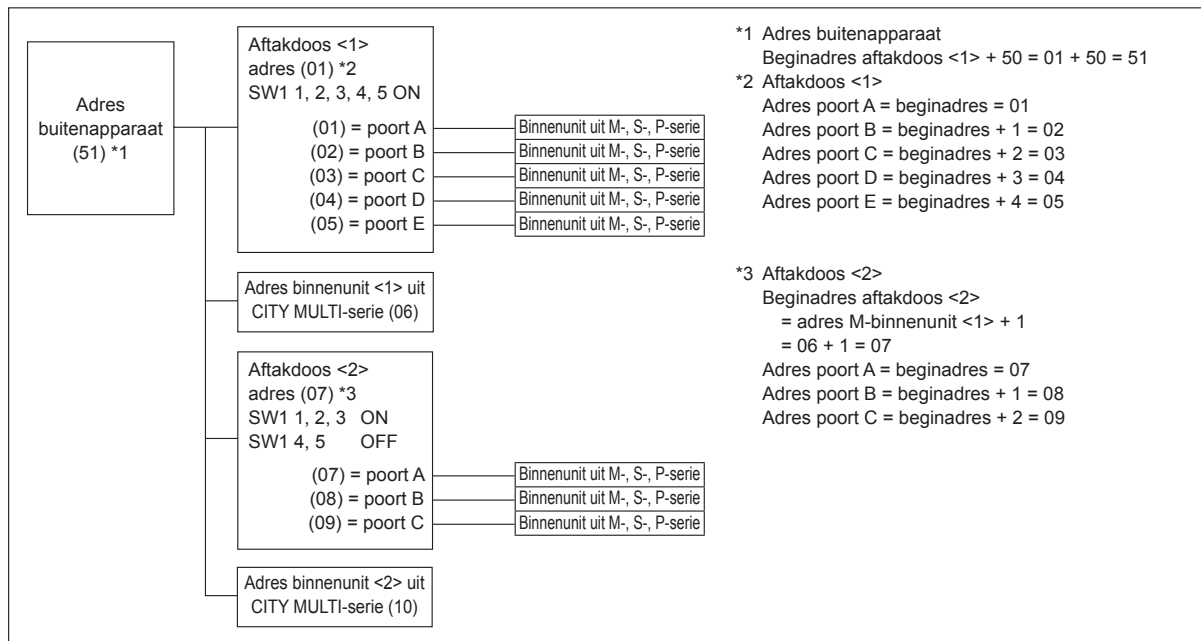 Adres
buitenapparaat
(51) *1
Aftakdoos <1>
adres (01) *2
SW1 1, 2, 3, 4, 5 ON
(01) = poort A
(02) = poort B
(03) = poort C
(04) = poort D
(05) = poort E
Binnenunit uit M-, S-, P-serie
Binnenunit uit M-, S-, P-serie
Binnenunit uit M-, S-, P-serie
Binnenunit uit M-, S-, P-serie
Binnenunit uit M-, S-, P-serie
Adres binnenunit <1> uit
CITY MULTI-serie (06)
Aftakdoos <2>
adres (07) *3
SW1 1, 2, 3 ON
SW1 4, 5 OFF
(07) = poort A
(08) = poort B
(09) = poort C
Binnenunit uit M-, S-, P-serie
Binnenunit uit M-, S-, P-serie
Binnenunit uit M-, S-, P-serie
Adres binnenunit <2> uit
CITY MULTI-serie (10)
*1 Adres buitenapparaat
Beginadres aftakdoos <1> + 50 = 01 + 50 = 51
*2 Aftakdoos <1>
Adres poort A = beginadres = 01
Adres poort B = beginadres + 1 = 02
Adres poort C = beginadres + 2 = 03
Adres poort D = beginadres + 3 = 04
Adres poort E = beginadres + 4 = 05
*3 Aftakdoos <2>
Beginadres aftakdoos <2>
= adres M-binnenunit <1> + 1
= 06 + 1 = 07
Adres poort A = beginadres = 07
Adres poort B = beginadres + 1 = 08
Adres poort C = beginadres + 2 = 09